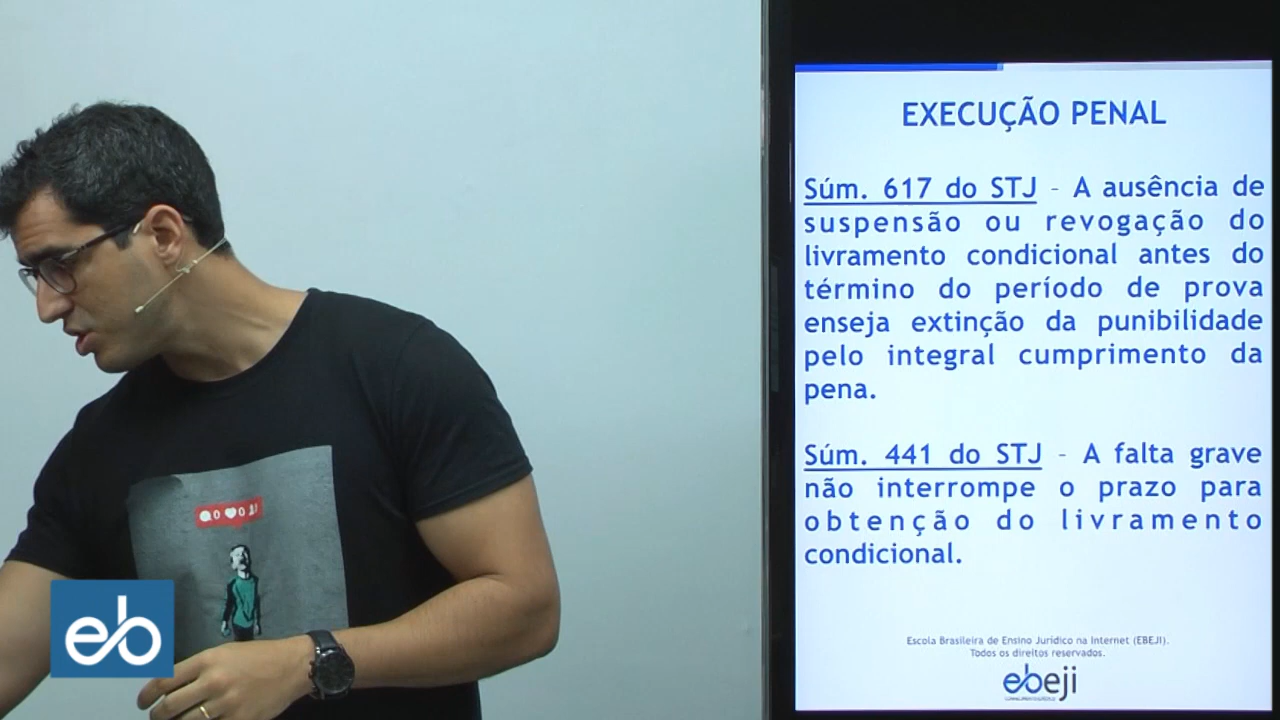 EXECUÇÃO PENAL
Súm. 617 do STJ – A ausência de
suspensão ou revogação do
livramento condicional antes do
término do período de prova
enseja extinção da punibilidade
pelo integral cumprimento da
pena.
Súm. 441 do STJ – A falta grave
não interrompe o prazo para
obtenção do livramento
condicional.
Escola Brasileira de Ensino Jurídico na Internet (EBEJI).
Todos os direitos reservados.
ebeji
0 0
eb